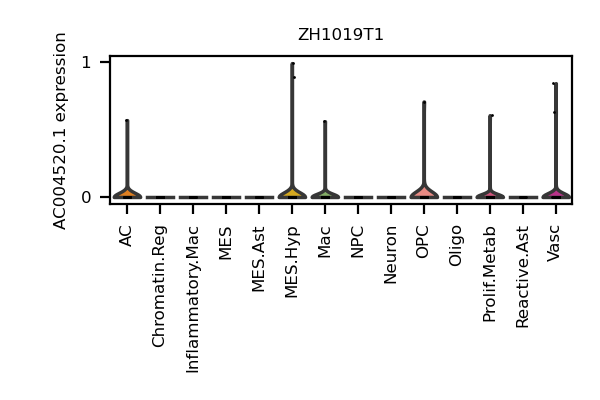 ZH1019T1
AC004520.1 expression
1
0
AC
Chromatin.Reg
Inflammatory.Mac
MES
MES.Ast
MES.Hyp
Mac
NPC
Neuron
OPC
Oligo
Prolif.Metab
Reactive.Ast
Vasc